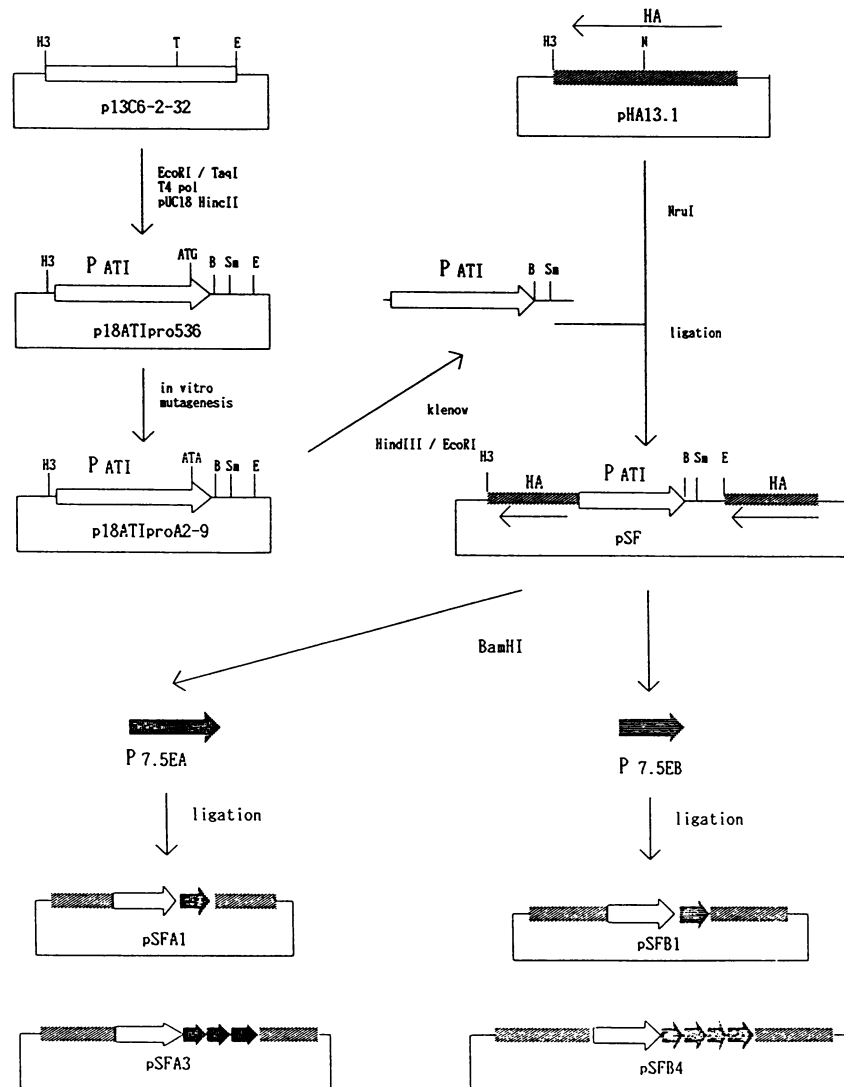 H3 T E
p13C6-2-32
EcoRI / TaqI
T4 pol
pUC18 HincII
H3 P ATI ATG B Sm E
p18ATIpro536
in vitro
mutagenesis
H3 P ATI ATA B Sm E
p18ATIproA2-9
HA
H3 N
pHA13.1
NruI
P ATI B Sm
ligation
klenow
HindIII / EcoRI
H3 HA P ATI B Sm E HA
pSF
BamHI
P 7.5EA
ligation
pSFA1
pSFA3
P 7.5EB
ligation
pSFB1
pSFB4